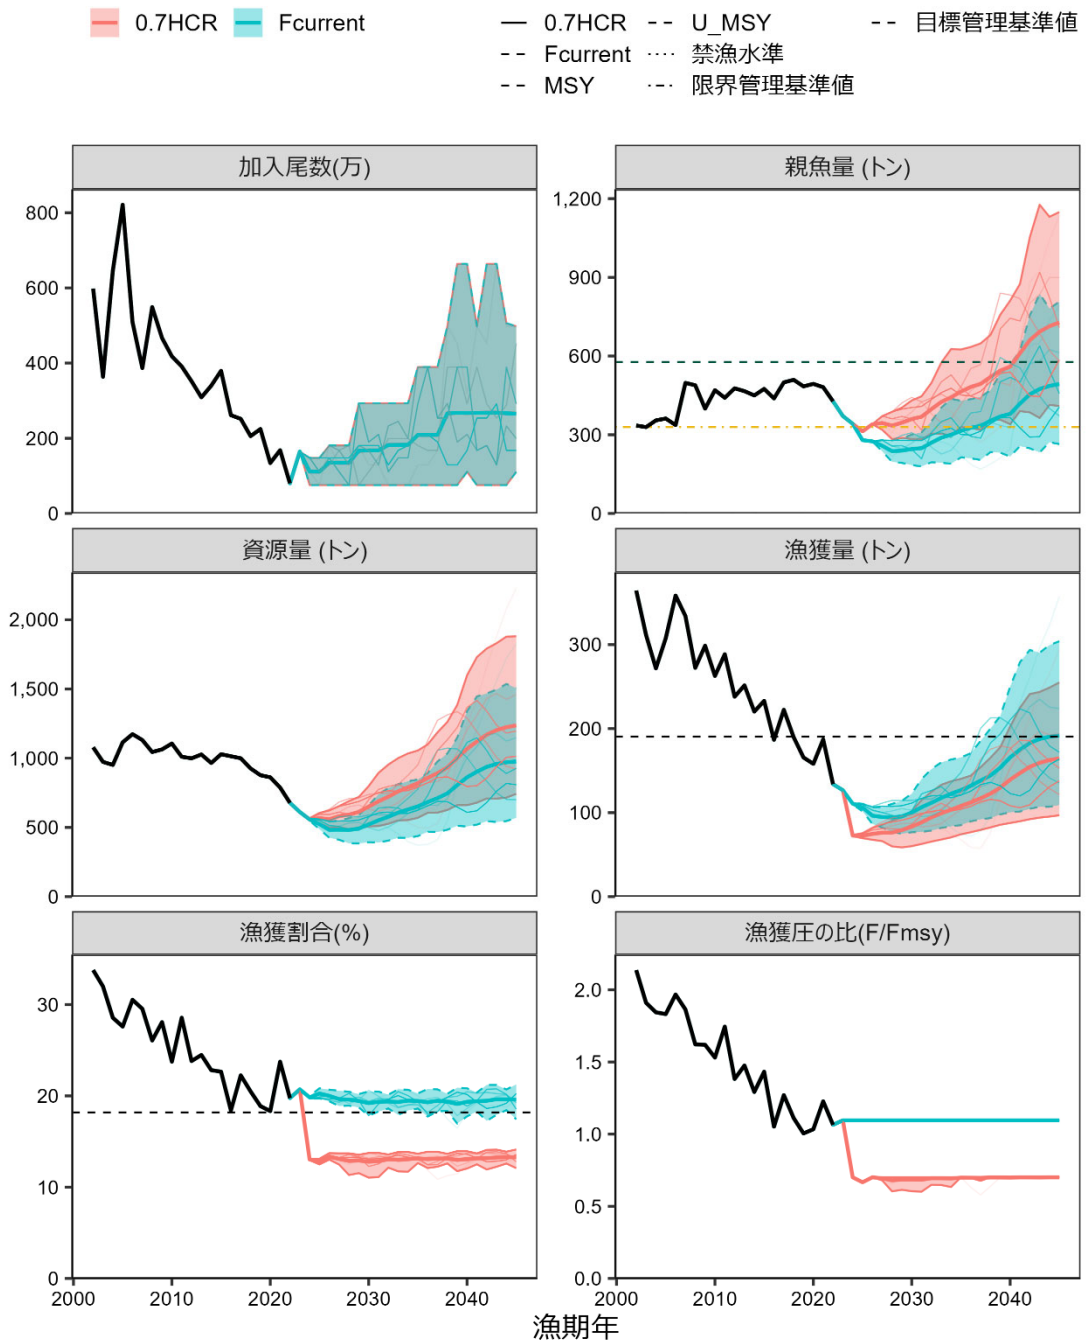 0.7HCR Fcurrent
0.7HCR U_MSY 目標管理基準値
Fcurrent 禁漁水準
MSY 限界管理基準値
加入尾数(万)
800
600
400
200
0
親魚量 (トン)
1,200
900
600
300
0
資源量 (トン)
2,000
1,500
1,000
500
0
漁獲量 (トン)
300
200
100
0
漁獲割合(%)
30
20
10
0
2000 2010 2020 2030 2040
漁獲圧の比(F/Fmsy)
2.0
1.5
1.0
0.5
0.0
2000 2010 2020 2030 2040
漁期年